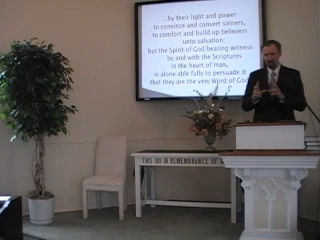 ...by their light and power
to convince and convert sinners,
to comfort and build up believers
unto salvation;
but the Spirit of God bearing witness
by and with the Scriptures
in the heart of man,
is alone able fully to persuade it
that they are the very Word of God.
THIS DO IN REMEMBRANCE OF